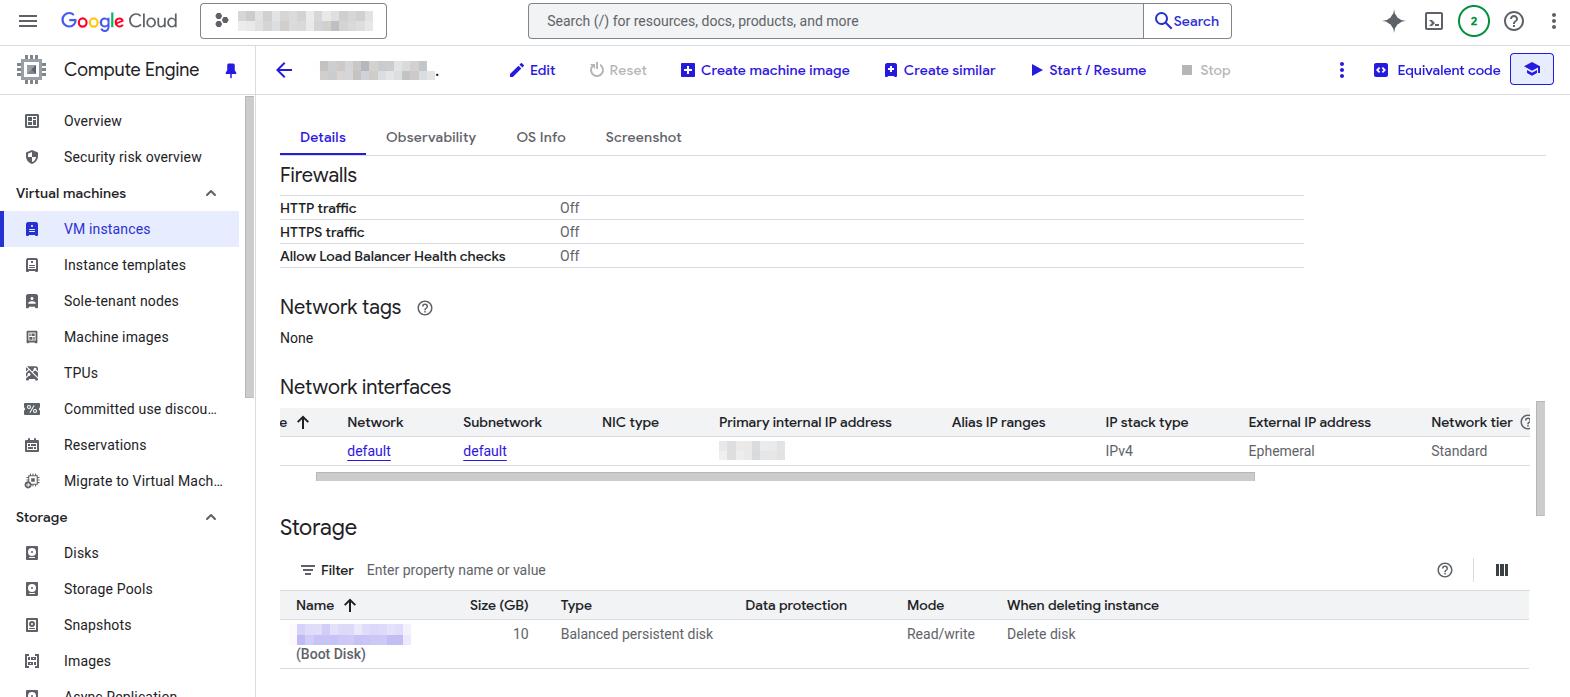 Google Cloud
Search (/) for resources, docs, products, and more
Search
2
Compute Engine
Edit
Reset
Create machine image
Create similar
Start / Resume
Stop
Equivalent code
Overview
Security risk overview
Virtual machines
VM instances
Instance templates
Sole-tenant nodes
Machine images
TPUs
Committed use discou...
Reservations
Migrate to Virtual Mach...
Storage
Disks
Storage Pools
Snapshots
Images
Async Replication
Details Observability OS Info Screenshot
Firewalls
HTTP traffic Off
HTTPS traffic Off
Allow Load Balancer Health checks Off
Network tags
None
Network interfaces
e Network Subnetwork NIC type Primary internal IP address Alias IP ranges IP stack type External IP address Network tier
default default IPv4 Ephemeral Standard
Storage
Filter Enter property name or value
Name Size (GB) Type Data protection Mode When deleting instance
10 Balanced persistent disk Read/write Delete disk
(Boot Disk)